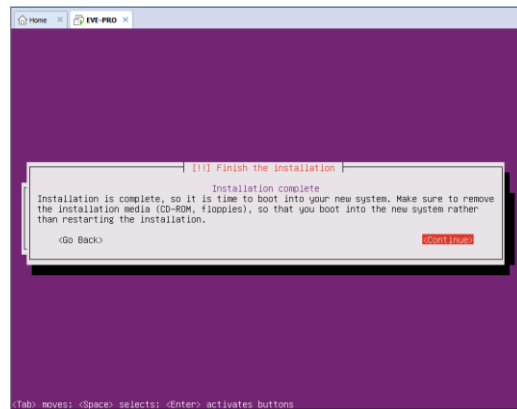 Home × EVE-PRO ×
[!!] Finish the installation
Installation complete
Installation is complete, so it is time to boot into your new system. Make sure to remove
the installation media (CD-ROM, floppies), so that you boot into the new system rather
than restarting the installation.
<Go Back> <Continue>
<Tab> moves; <Space> selects; <Enter> activates buttons